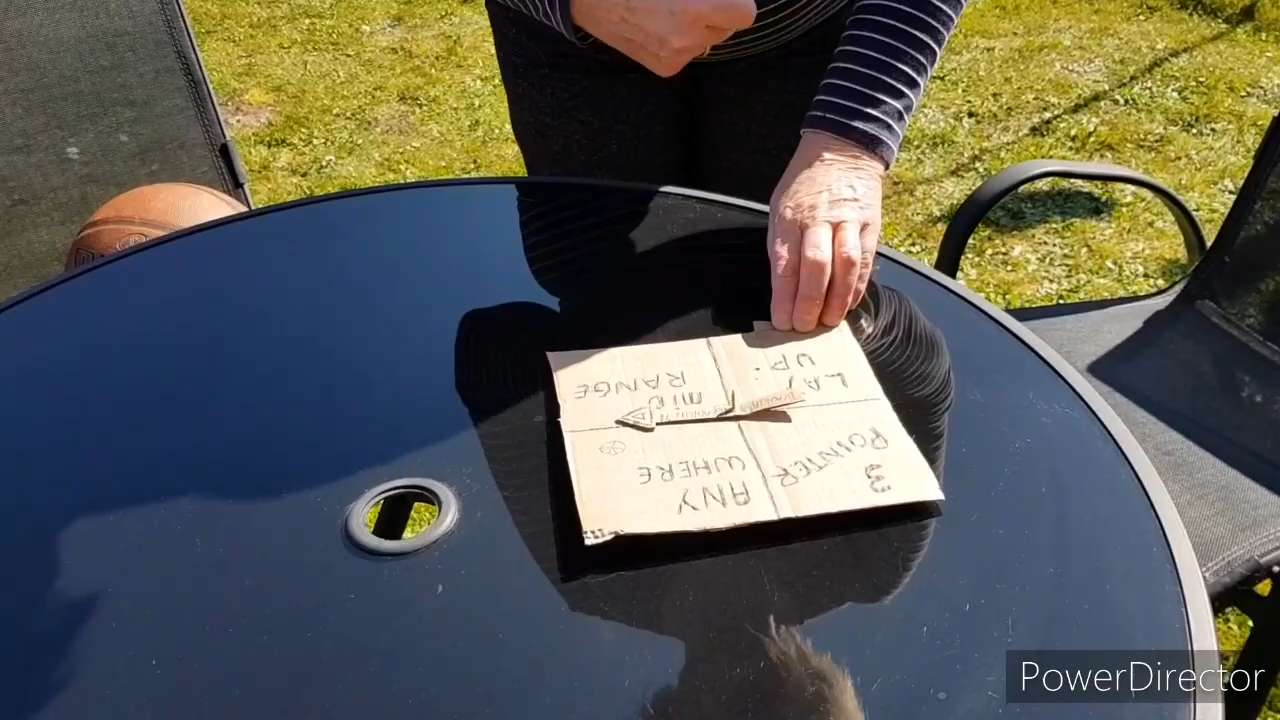 3
POINTER
ANY
WHERE
LAY
UP.
MID
RANGE
PowerDirector